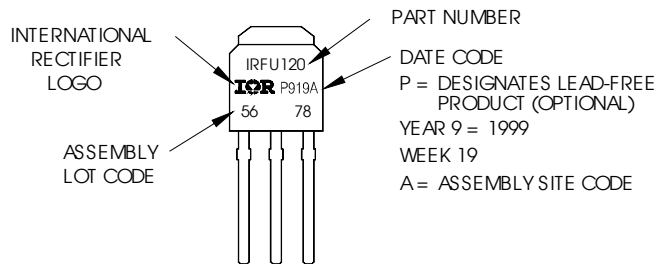 INTERNATIONAL
RECTIFIER
LOGO
ASSEMBLY
LOT CODE
IRFU120
IOR P919A
56 78
PART NUMBER
DATE CODE
P = DESIGNATES LEAD-FREE
PRODUCT (OPTIONAL)
YEAR 9 = 1999
WEEK 19
A = ASSEMBLY SITE CODE